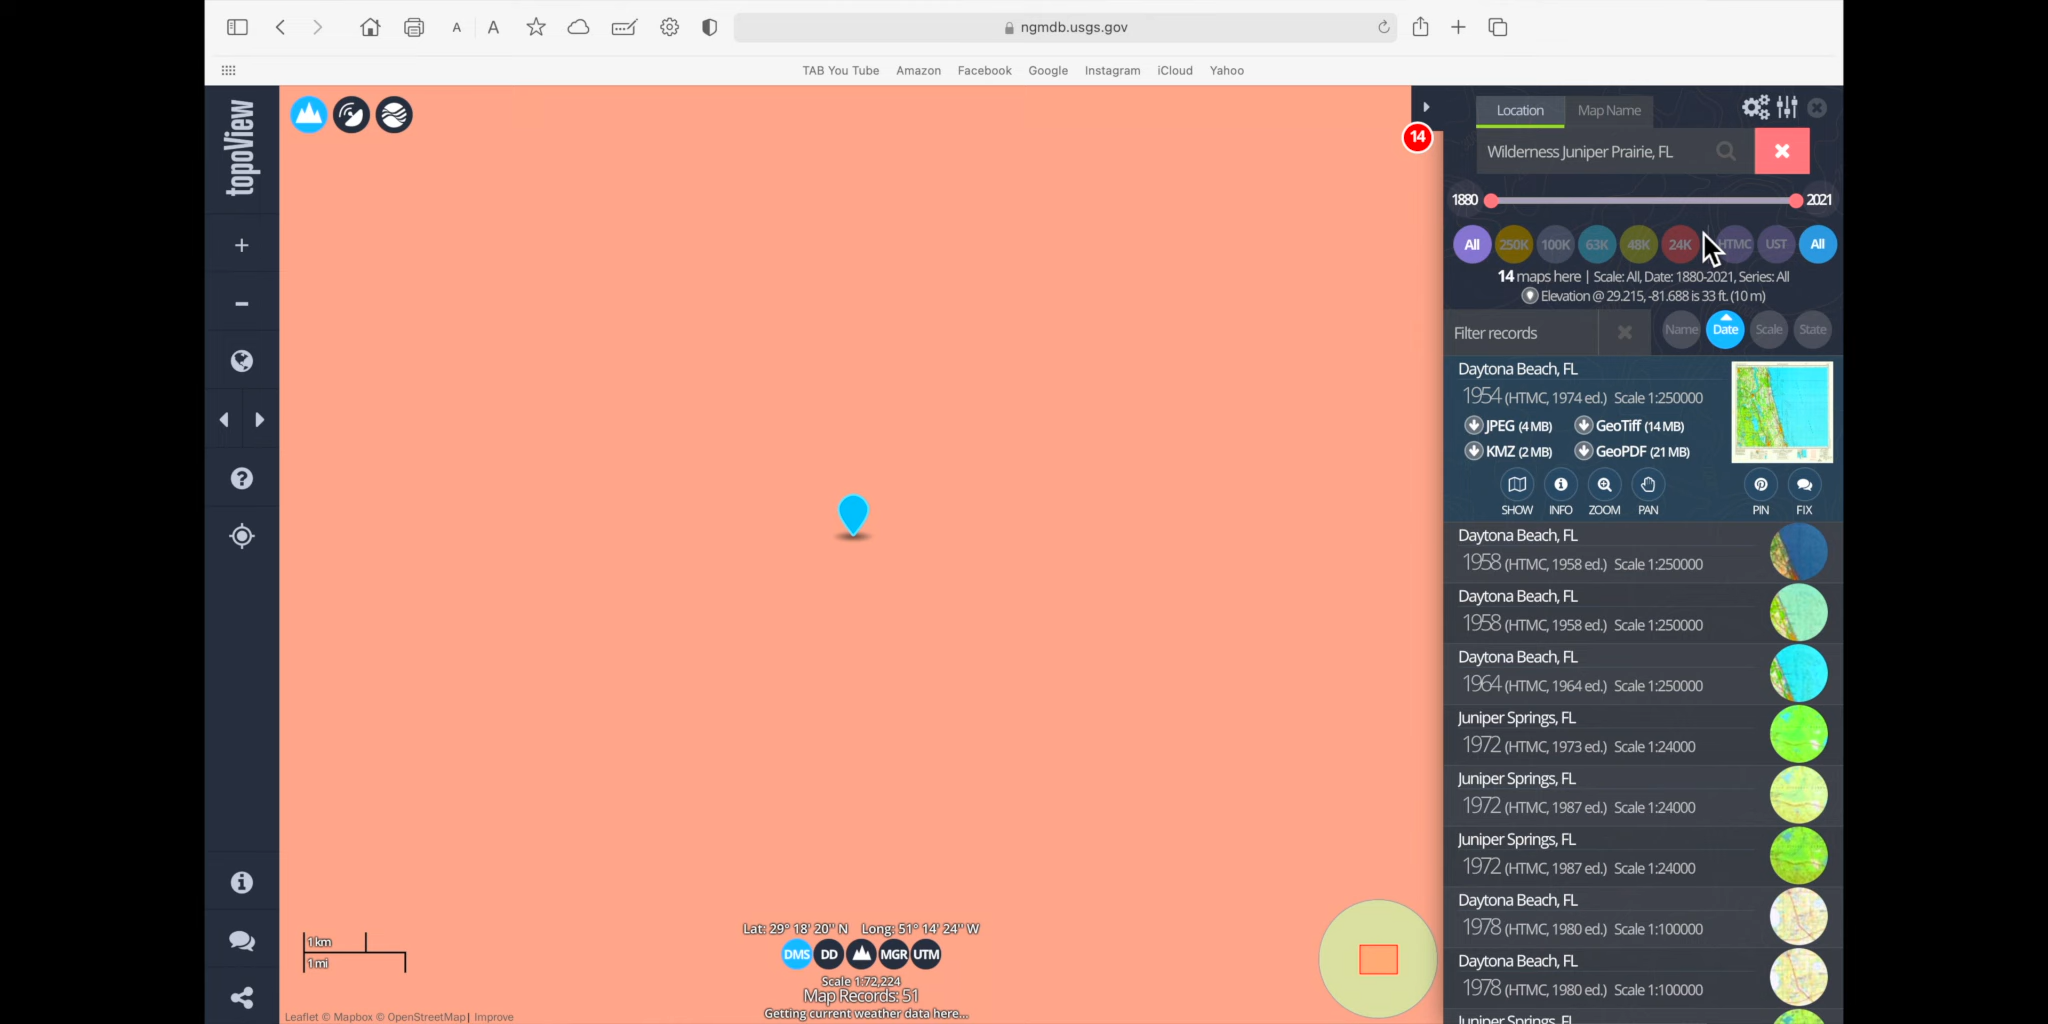 A A
ngmdb.usgs.gov
TAB You Tube Amazon Facebook Google Instagram iCloud Yahoo
topoView
14
Location Map Name
Wilderness Juniper Prairie, FL
1880 2021
All 250K 100K 63K 48K 24K HTMC UST All
14 maps here | Scale: All, Date: 1880-2021, Series: All
Elevation @ 29.215, -81.688 is 33 ft. (10 m)
Filter records Name Date Scale State
Daytona Beach, FL
1954 (HTMC, 1974 ed.) Scale 1:250000
JPEG (4 MB) GeoTiff (14 MB)
KMZ (2 MB) GeoPDF (21 MB)
SHOW INFO ZOOM PAN PIN FIX
Daytona Beach, FL
1958 (HTMC, 1958 ed.) Scale 1:250000
Daytona Beach, FL
1958 (HTMC, 1958 ed.) Scale 1:250000
Daytona Beach, FL
1964 (HTMC, 1964 ed.) Scale 1:250000
Juniper Springs, FL
1972 (HTMC, 1973 ed.) Scale 1:24000
Juniper Springs, FL
1972 (HTMC, 1987 ed.) Scale 1:24000
Juniper Springs, FL
1972 (HTMC, 1987 ed.) Scale 1:24000
Daytona Beach, FL
1978 (HTMC, 1980 ed.) Scale 1:100000
Daytona Beach, FL
1978 (HTMC, 1980 ed.) Scale 1:100000
Juniper Springs, FL
1 km
1 mi
Lat: 29° 18' 20" N Long: 51° 14' 24" W
DMS DD MGR UTM
Scale 1:72,224
Map Records: 51
Getting current weather data here...
Leaflet © Mapbox © OpenStreetMap | Improve